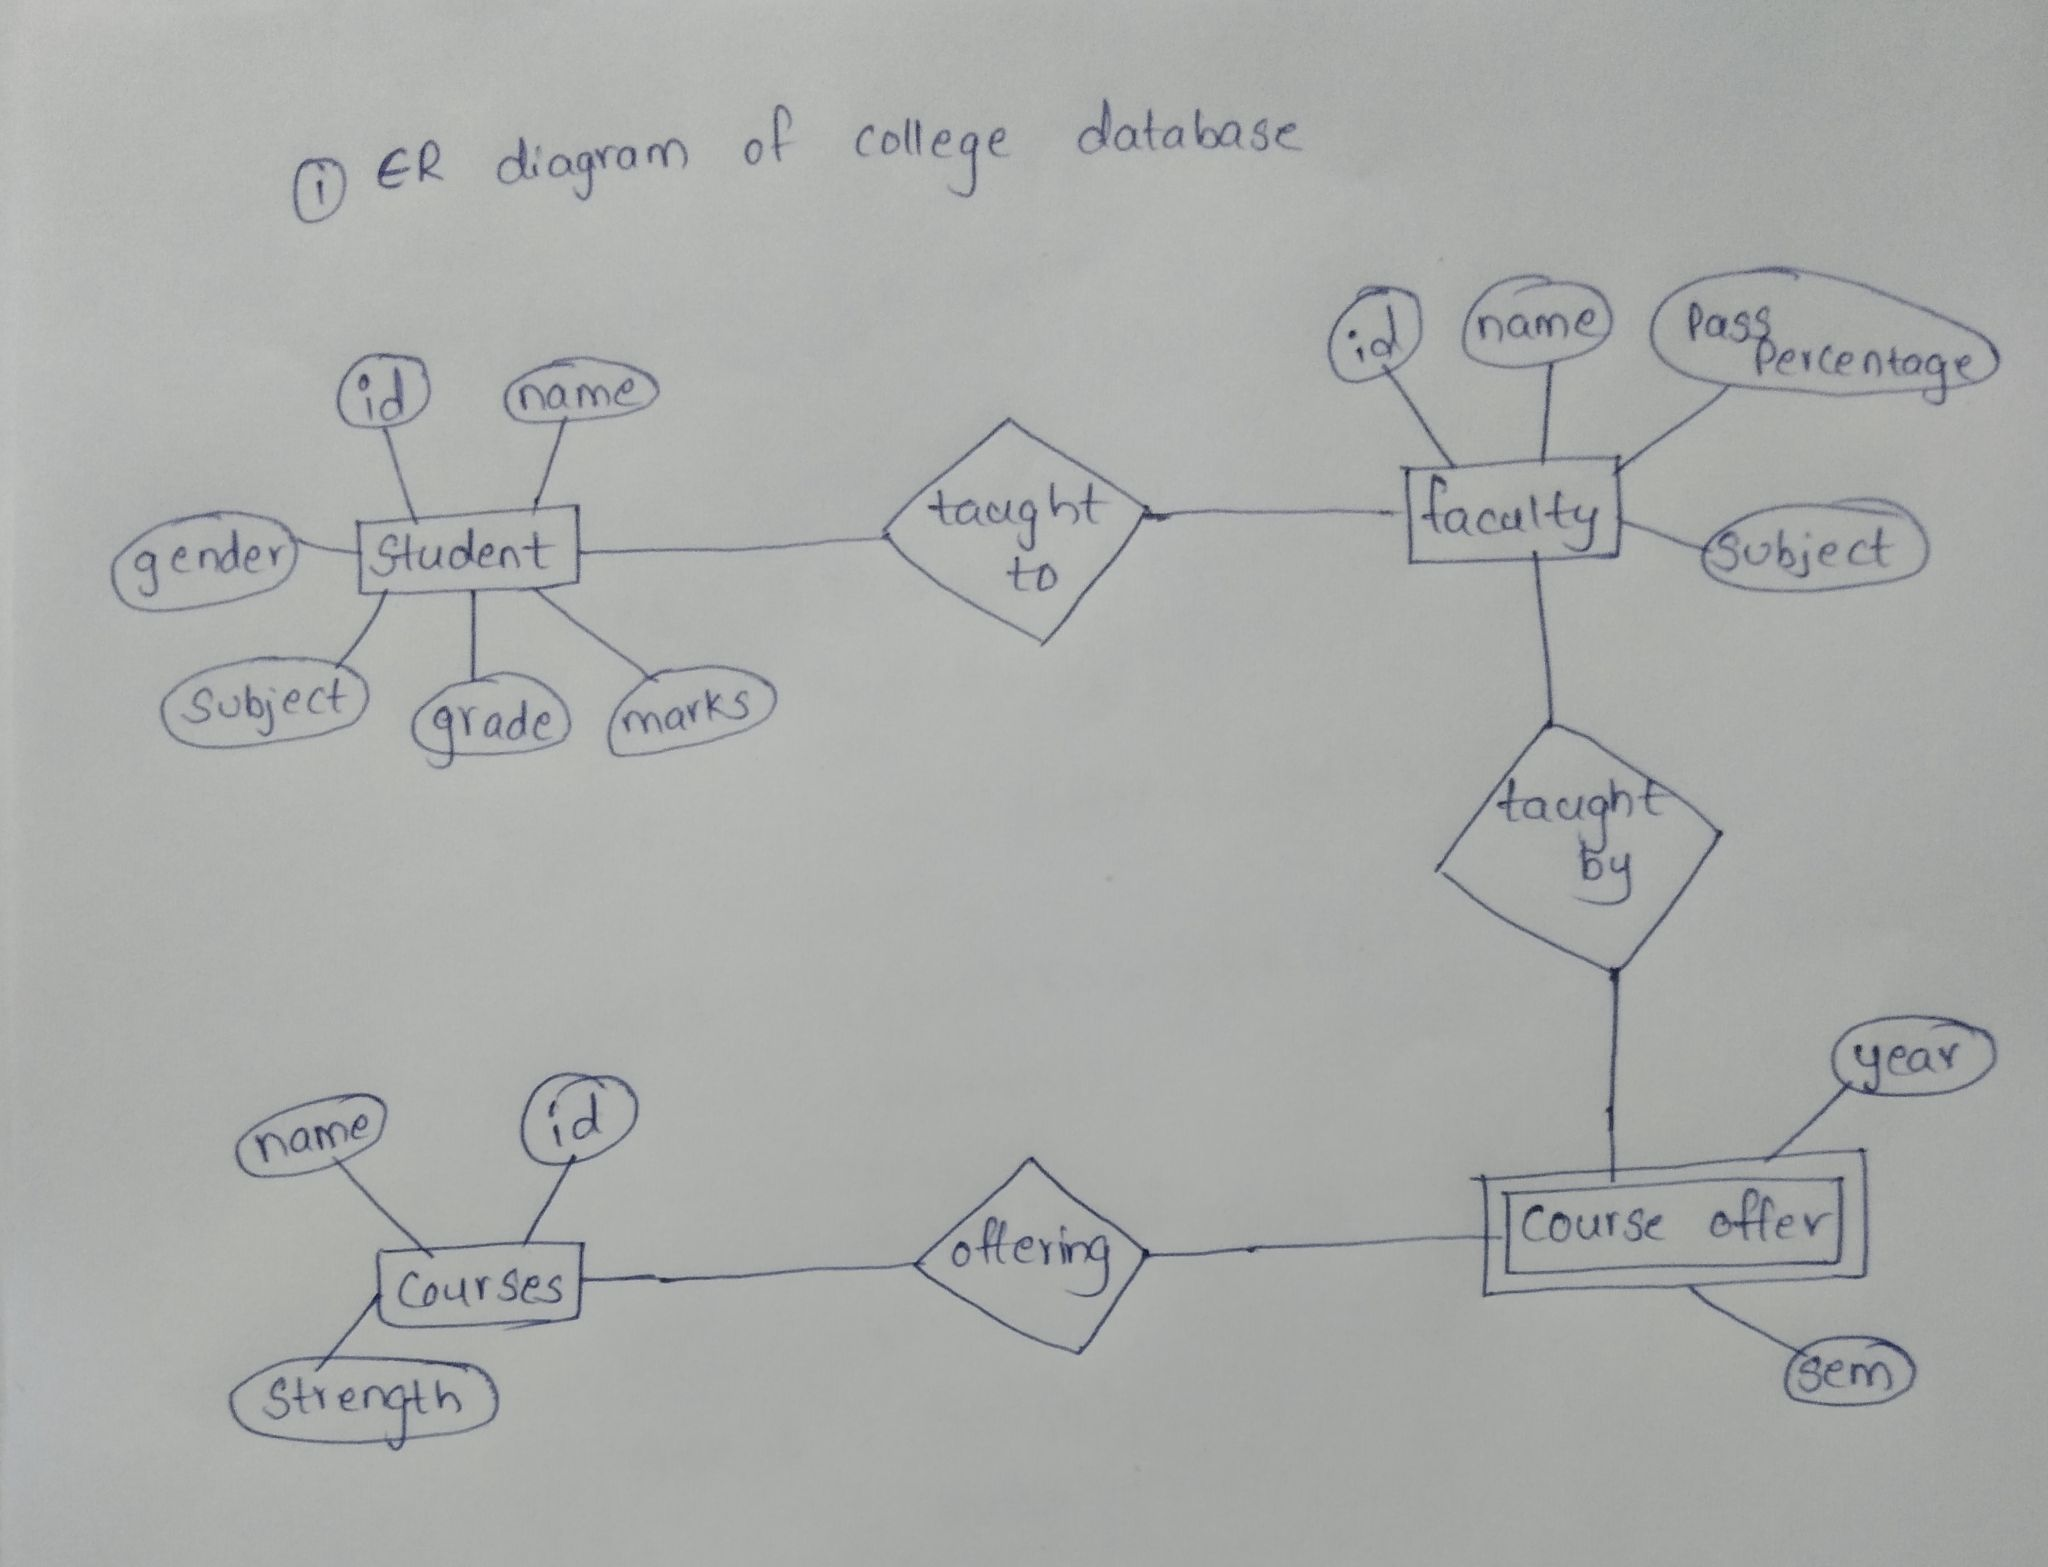 i ER diagram of college database
id name Pass
Percentage
id name
taught
to
faculty
gender Student
Subject
Subject grade marks
taught
by
year
name id
Course offer
offering
Courses
Strength
sem